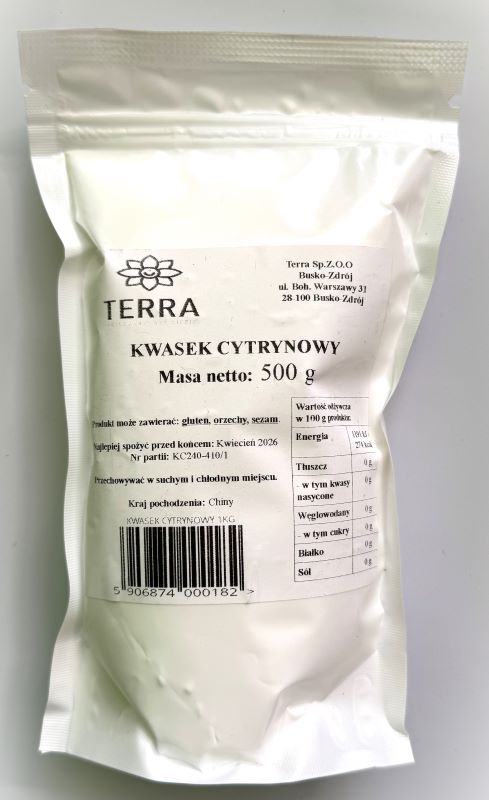 TERRA
Terra Sp.Z.O.O
Busko-Zdrój
ul. Boh. Warszawy 31
28-100 Busko-Zdrój
KWASEK CYTRYNOWY
Masa netto: 500 g
Produkt może zawierać: gluten, orzechy, sezam.
Najlepiej spożyć przed końcem: Kwiecień 2026
Nr partii: KC240-410/1
Przechowywać w suchym i chłodnym miejscu.
Kraj pochodzenia: Chiny
KWASEK CYTRYNOWY 1KG
5 906874 000182 >
Wartość odżywcza
w 100 g produktu:
Energia
274 kcal
Tłuszcz 0 g
- w tym kwasy 0 g
nasycone
Węglowodany 0 g
- w tym cukry 0 g
Białko 0 g
Sól 0 g